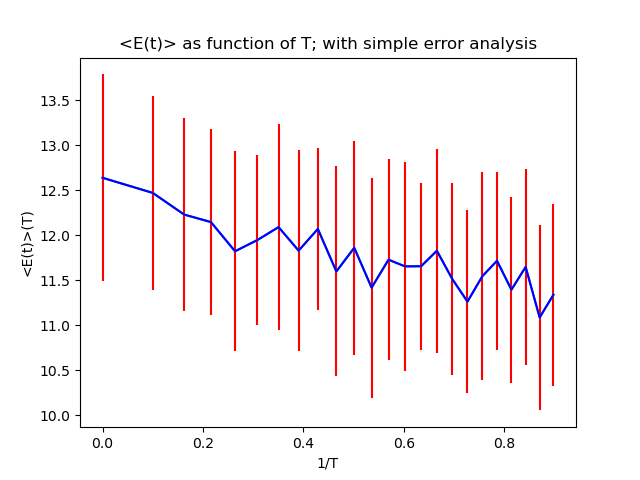 <E(t)> as function of T; with simple error analysis
13.5
13.0
12.5
12.0
11.5
11.0
10.5
10.0
<E(t)>(T)
0.0 0.2 0.4 0.6 0.8
1/T